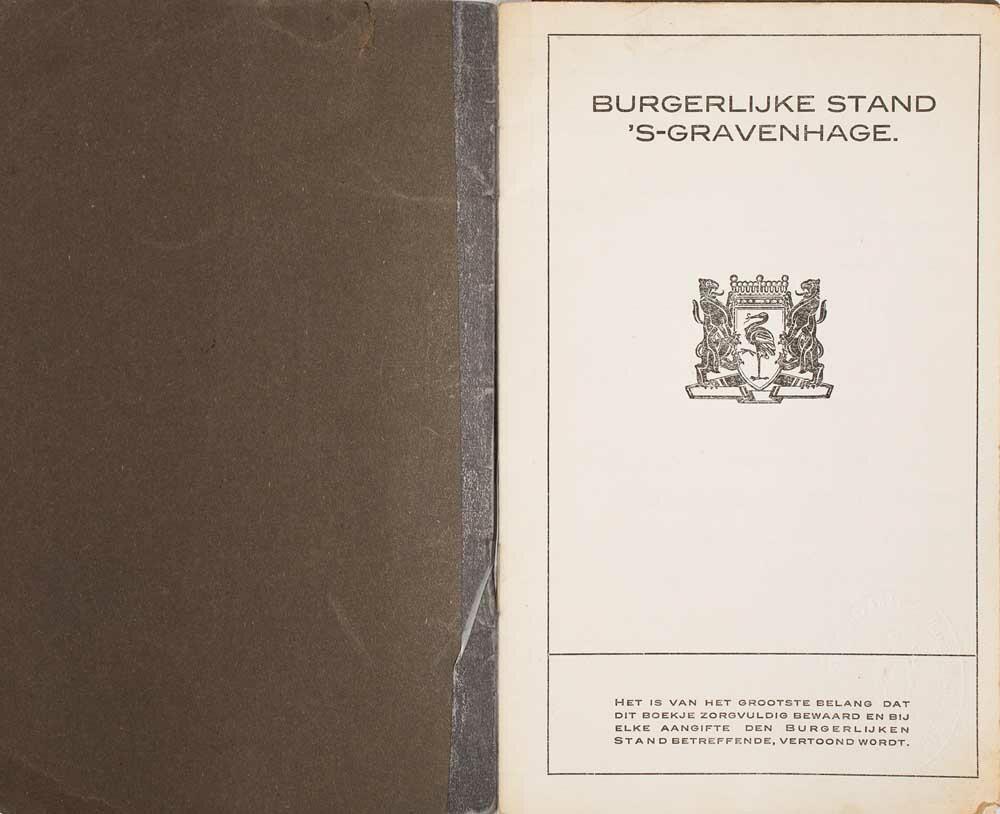 BURGERLIJKE STAND
'S-GRAVENHAGE.
HET IS VAN HET GROOTSTE BELANG DAT
DIT BOEKJE ZORGVULDIG BEWAARD EN BIJ
ELKE AANGIFTE DEN BURGERLIJKEN
STAND BETREFFENDE, VERTOOND WORDT.